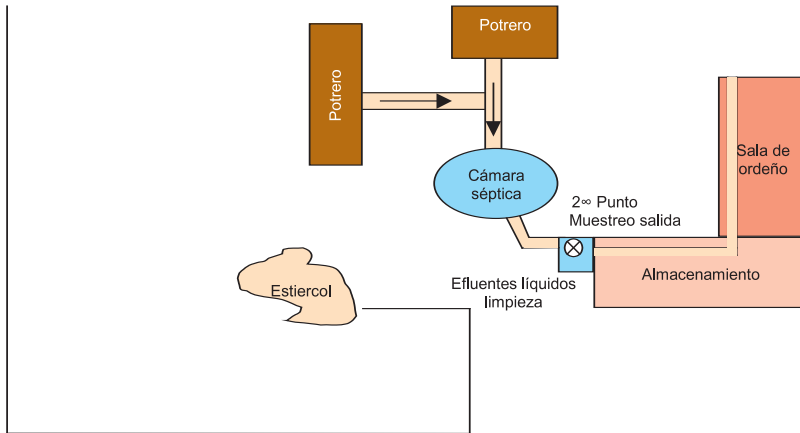 Potrero
Potrero
Cámara
séptica
Sala de
ordeño
2∞ Punto
Muestreo salida
Efluentes líquidos
limpieza
Almacenamiento
Estiercol